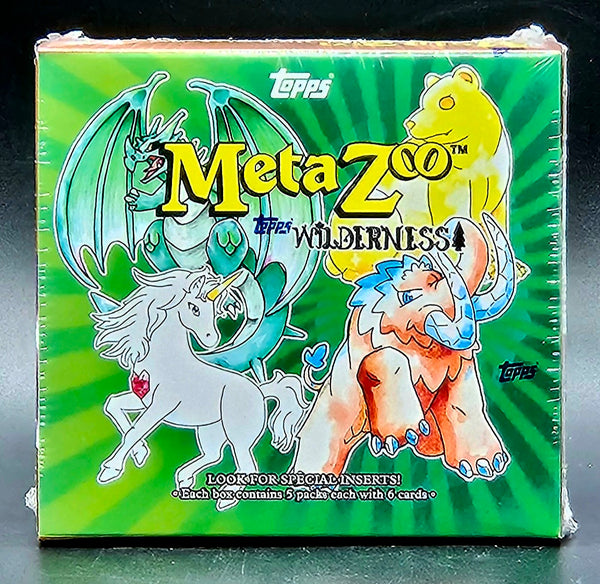 Topps
MetaZoo™
Topps WILDERNESS
Topps
LOOK FOR SPECIAL INSERTS!
• Each box contains 5 packs each with 6 cards •